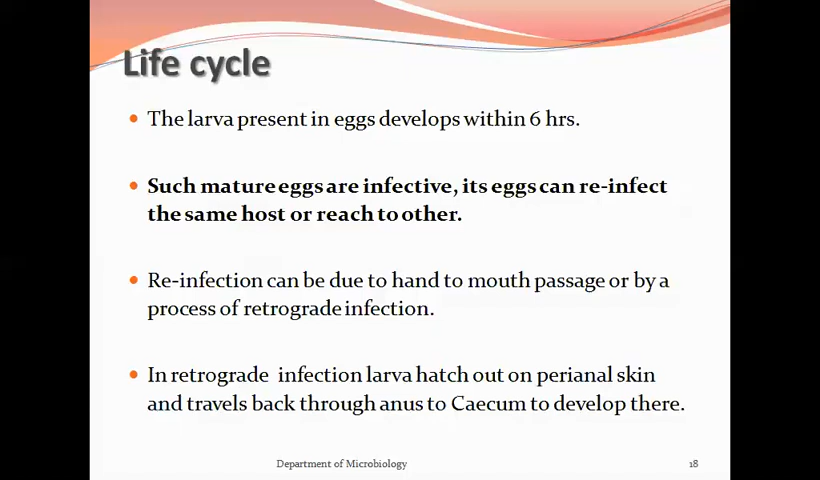 Life cycle
The larva present in eggs develops within 6 hrs.
Such mature eggs are infective, its eggs can re-infect
the same host or reach to other.
Re-infection can be due to hand to mouth passage or by a
process of retrograde infection.
In retrograde infection larva hatch out on perianal skin
and travels back through anus to Caecum to develop there.
Department of Microbiology
18